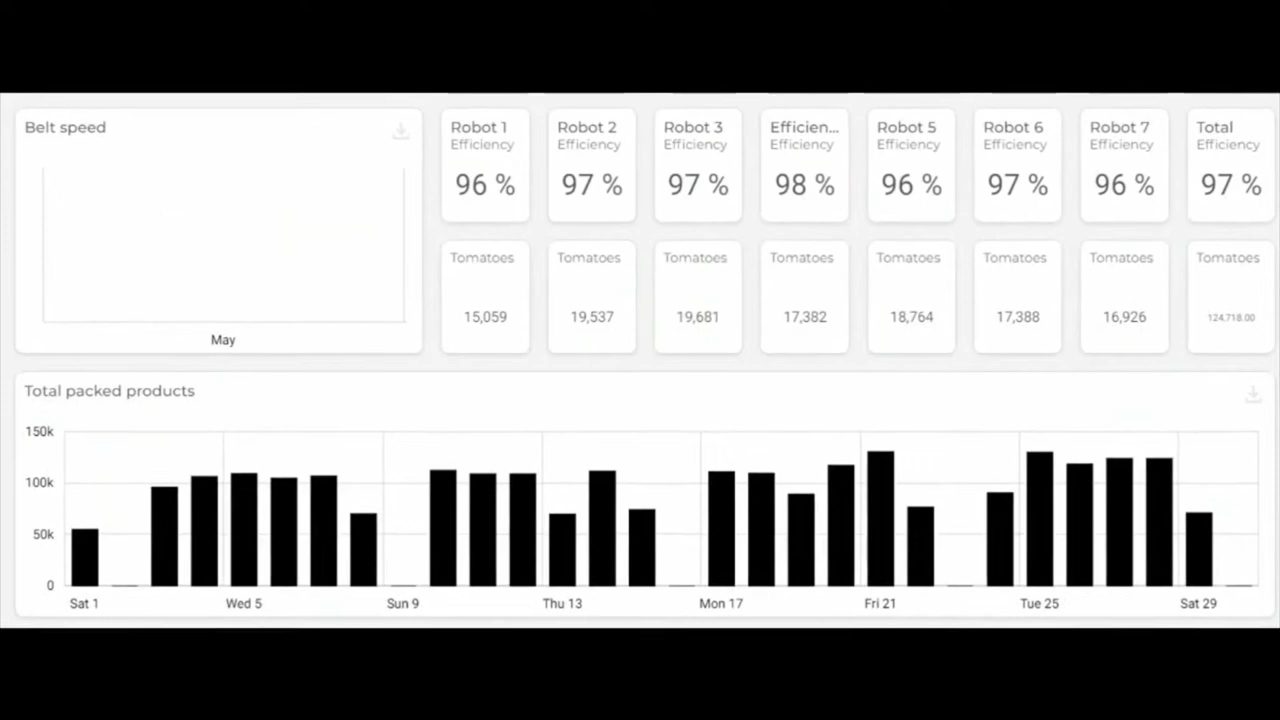 Belt speed
May
Robot 1
Efficiency
96 %
Robot 2
Efficiency
97 %
Robot 3
Efficiency
97 %
Efficien...
Efficiency
98 %
Robot 5
Efficiency
96 %
Robot 6
Efficiency
97 %
Robot 7
Efficiency
96 %
Total
Efficiency
97 %
Tomatoes
15,059
Tomatoes
19,537
Tomatoes
19,681
Tomatoes
17,382
Tomatoes
18,764
Tomatoes
17,388
Tomatoes
16,926
Tomatoes
124,718.00
Total packed products
150k
100k
50k
0
Sat 1
Wed 5
Sun 9
Thu 13
Mon 17
Fri 21
Tue 25
Sat 29